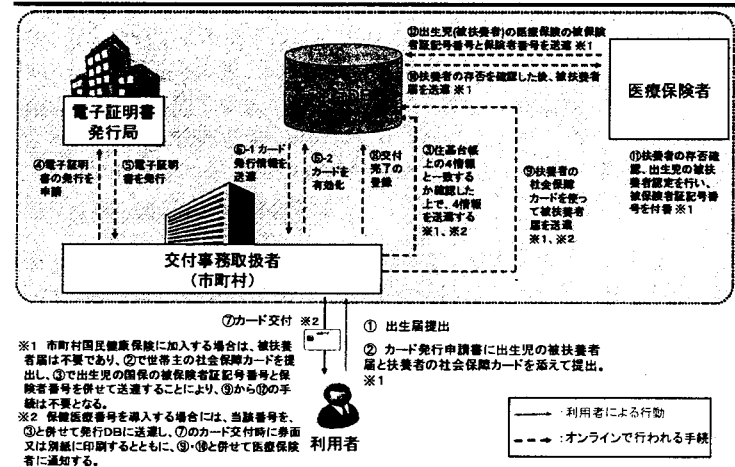 ⑫出生児(被扶養者)の医療保険の被保険
者証記号番号と保険者番号を送達 ※1
⑩扶養者の存否を確認した後、被扶養者
届を送達 ※1
医療保険者
電子証明書
発行局
④電子証明
書の発行を
申請
⑤電子証明
書を発行
⑥-1 カード
発行情報を
送達
⑥-2
カードを
有効化
⑧交付
完了の
登録
③住基台帳
上の4情報
と一致する
か確認した
上で、4情報
を送達する
※1、※2
⑨扶養者の
社会保障
カードを使っ
て被扶養者
届を送達
※1、※2
⑪扶養者の存否確
認、出生児の被扶
養者認定を行い、
被保険者証記号番
号を付番 ※1
交付事務取扱者
(市町村)
⑦カード交付 ※2
① 出生届提出
② カード発行申請書に出生児の被扶養者
届と扶養者の社会保障カードを添えて提出。
※1
※1 市町村国民健康保険に加入する場合は、被扶養
者届は不要であり、②で世帯主の社会保障カードを提
出し、③で出生児の国保の被保険者証記号番号と保
険者番号を併せて送達することにより、⑨から⑫の手
続は不要となる。
※2 保健医療番号を導入する場合には、当該番号を、
③と併せて発行DBに送達し、⑦のカード交付時に券面
又は別紙に印刷するとともに、⑨・⑩と併せて医療保険
者に通知する。
利用者
:利用者による行動
:オンラインで行われる手続